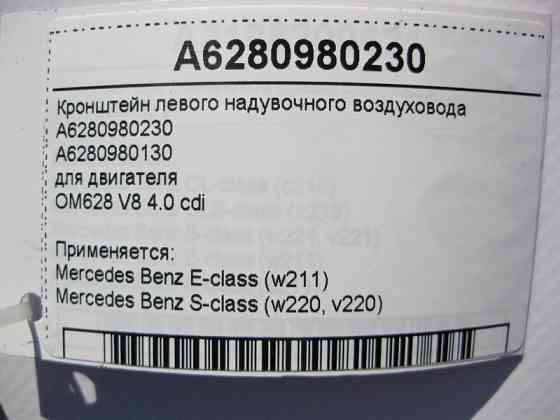 A6280980230
Кронштейн левого надувочного воздуховода
A6280980230
A6280980130
для двигателя
OM628 V8 4.0 cdi
Применяется:
Mercedes Benz E-class (w211)
Mercedes Benz S-class (w220, v220)